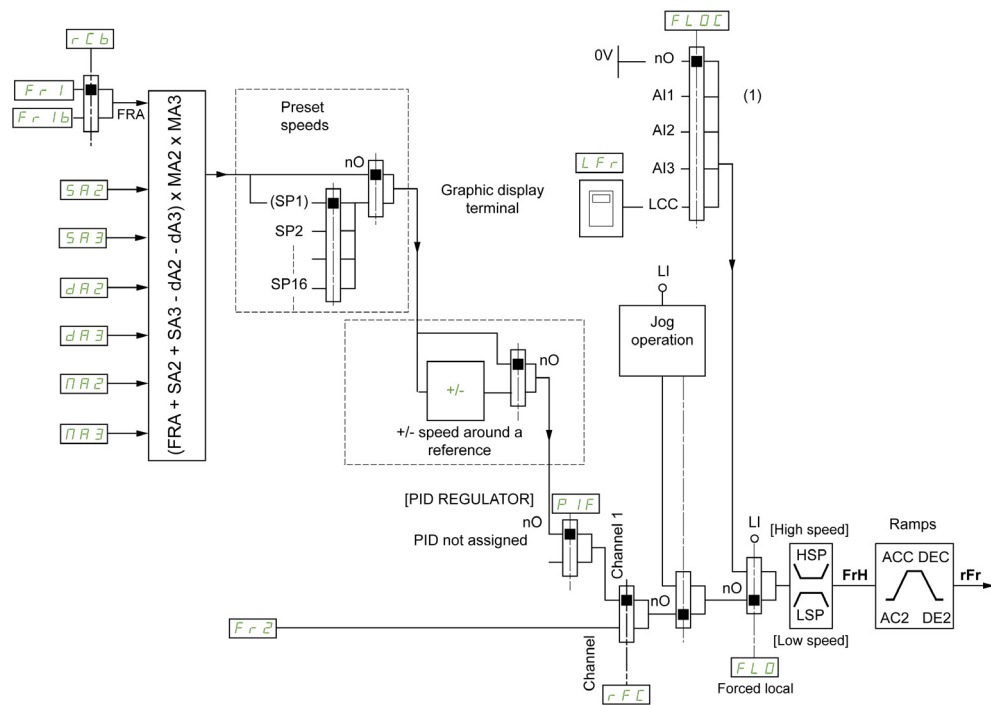 rCb
Fr1
Fr1b
FRA
SA2
SA3
dA2
dA3
MA2
MA3
(FRA + SA2 + SA3 - dA2 - dA3) x MA2 x MA3
Preset
speeds
nO
(SP1)
SP2
SP16
Graphic display
terminal
FLOC
0V
nO
AI1
(1)
AI2
AI3
LFr
LCC
LI
Jog
operation
nO
+/-
+/- speed around a
reference
[PID REGULATOR]
PIF
nO
PID not assigned
Channel 1
Fr2
Channel
rFC
nO
nO
LI
FLO
Forced local
[High speed]
HSP
LSP
[Low speed]
FrH
Ramps
ACC DEC
AC2 DE2
rFr